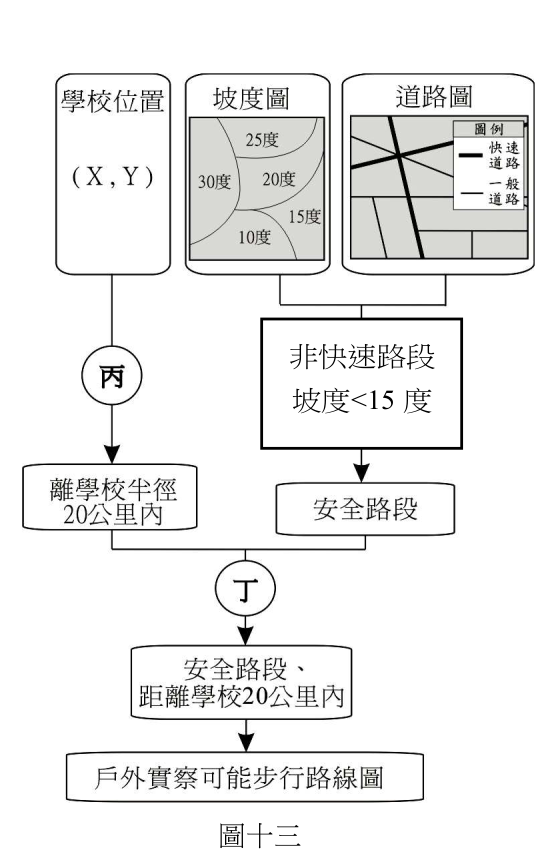 學校位置
(X,Y)
坡度圖
25度
30度
20度
15度
10度
道路圖
圖例
快速
道路
一般
道路
非快速路段
坡度<15 度
丙
離學校半徑
20公里內
安全路段
丁
安全路段、
距離學校20公里內
戶外實察可能步行路線圖
圖十三